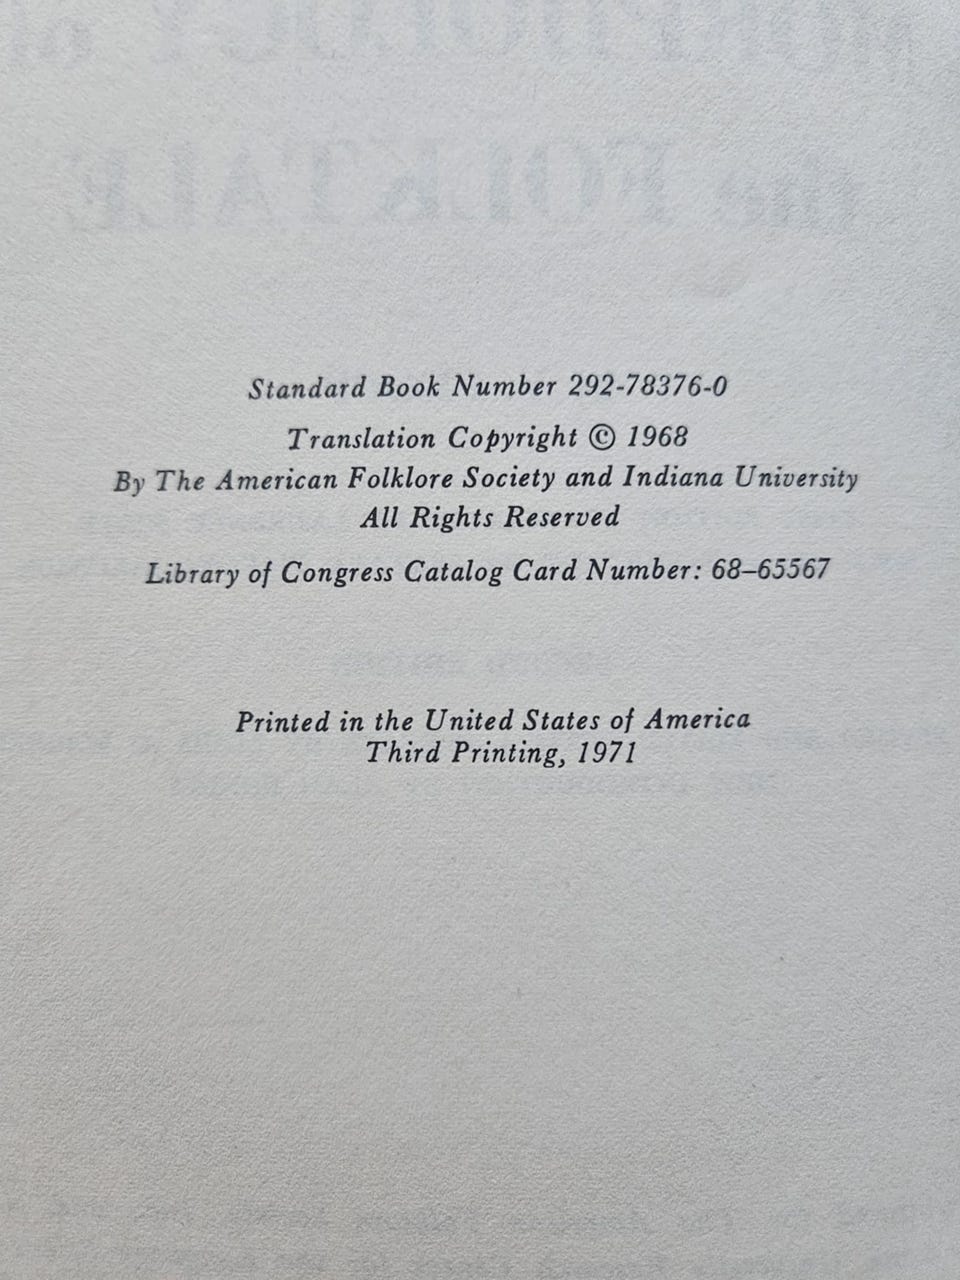 Standard Book Number 292-78376-0
Translation Copyright © 1968
By The American Folklore Society and Indiana University
All Rights Reserved
Library of Congress Catalog Card Number: 68–65567
Printed in the United States of America
Third Printing, 1971